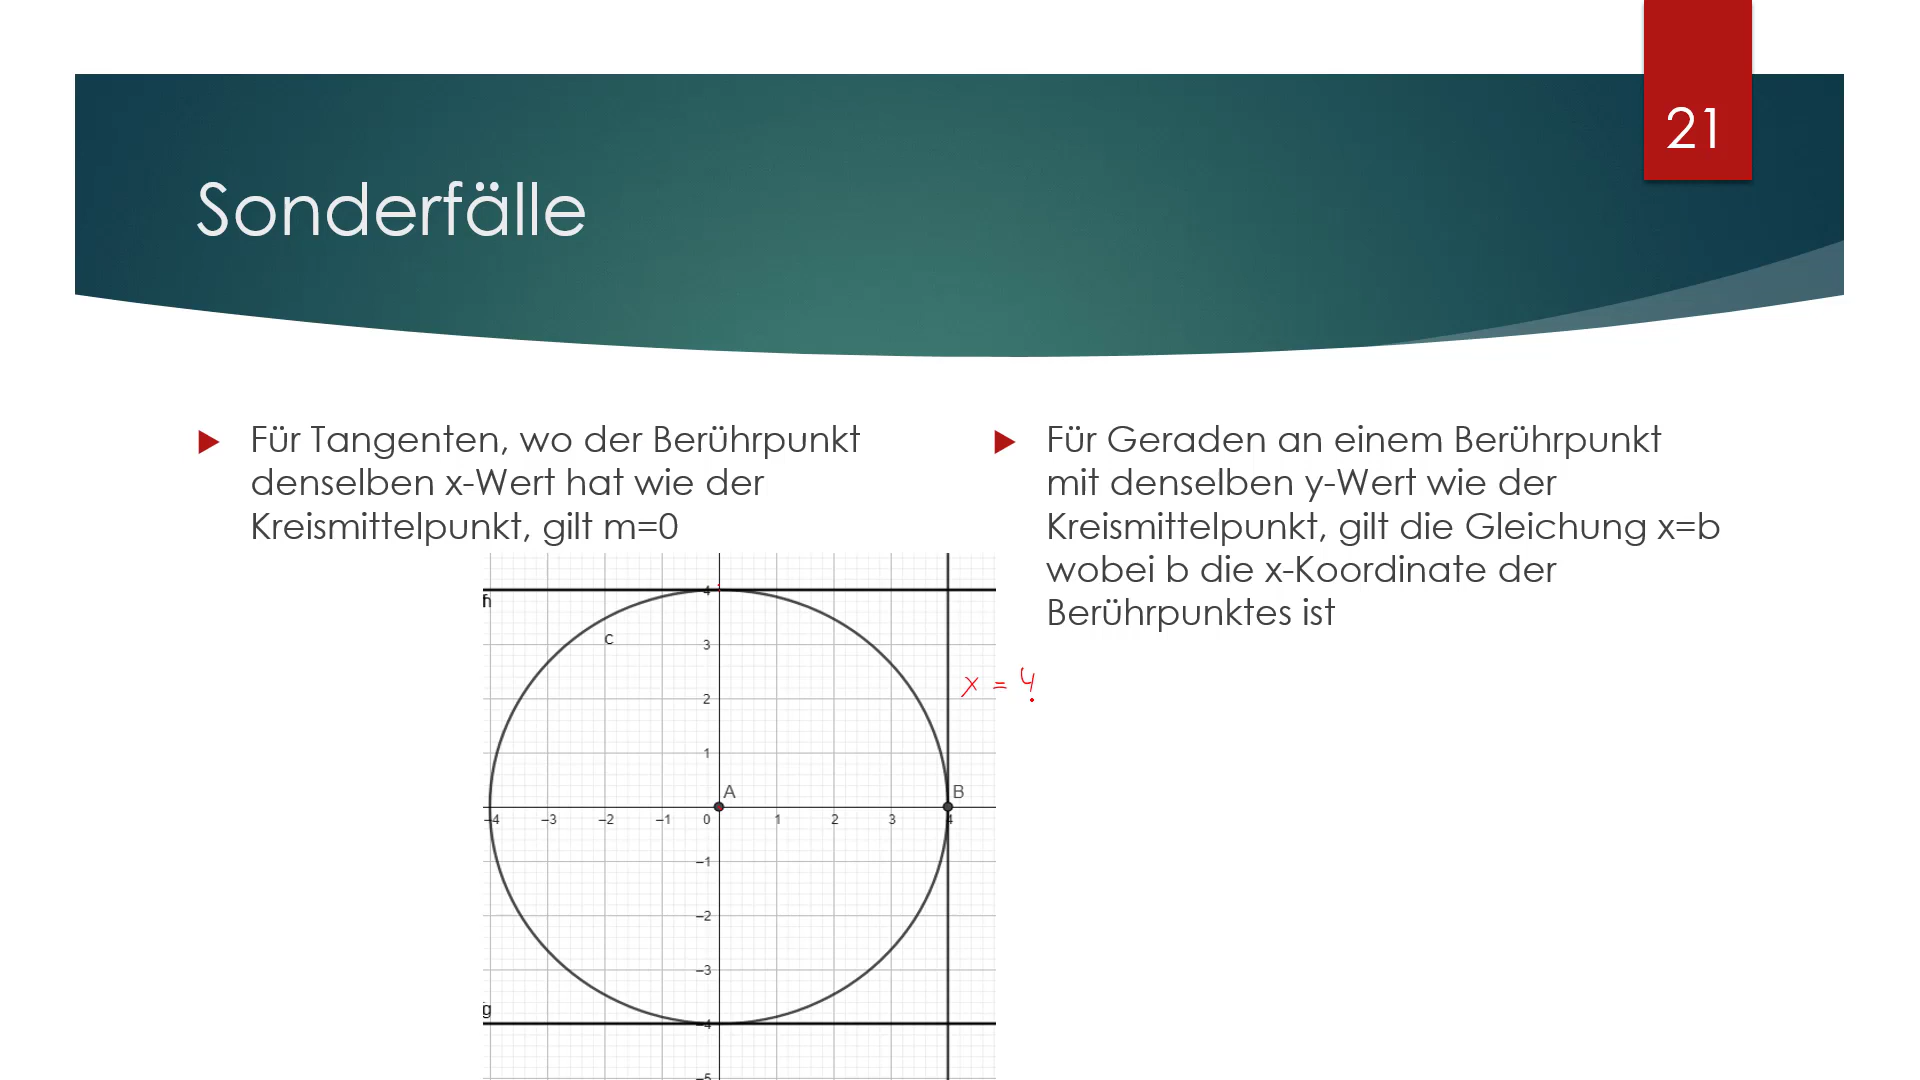 21
Sonderfälle
Für Tangenten, wo der Berührpunkt
denselben x-Wert hat wie der
Kreismittelpunkt, gilt m=0
Für Geraden an einem Berührpunkt
mit denselben y-Wert wie der
Kreismittelpunkt, gilt die Gleichung x=b
wobei b die x-Koordinate der
Berührpunktes ist
4
h
c
3
x = 4
2
1
A
B
–4 –3 –2 –1 0 1 2 3 4
–1
–2
–3
g
–4
–5